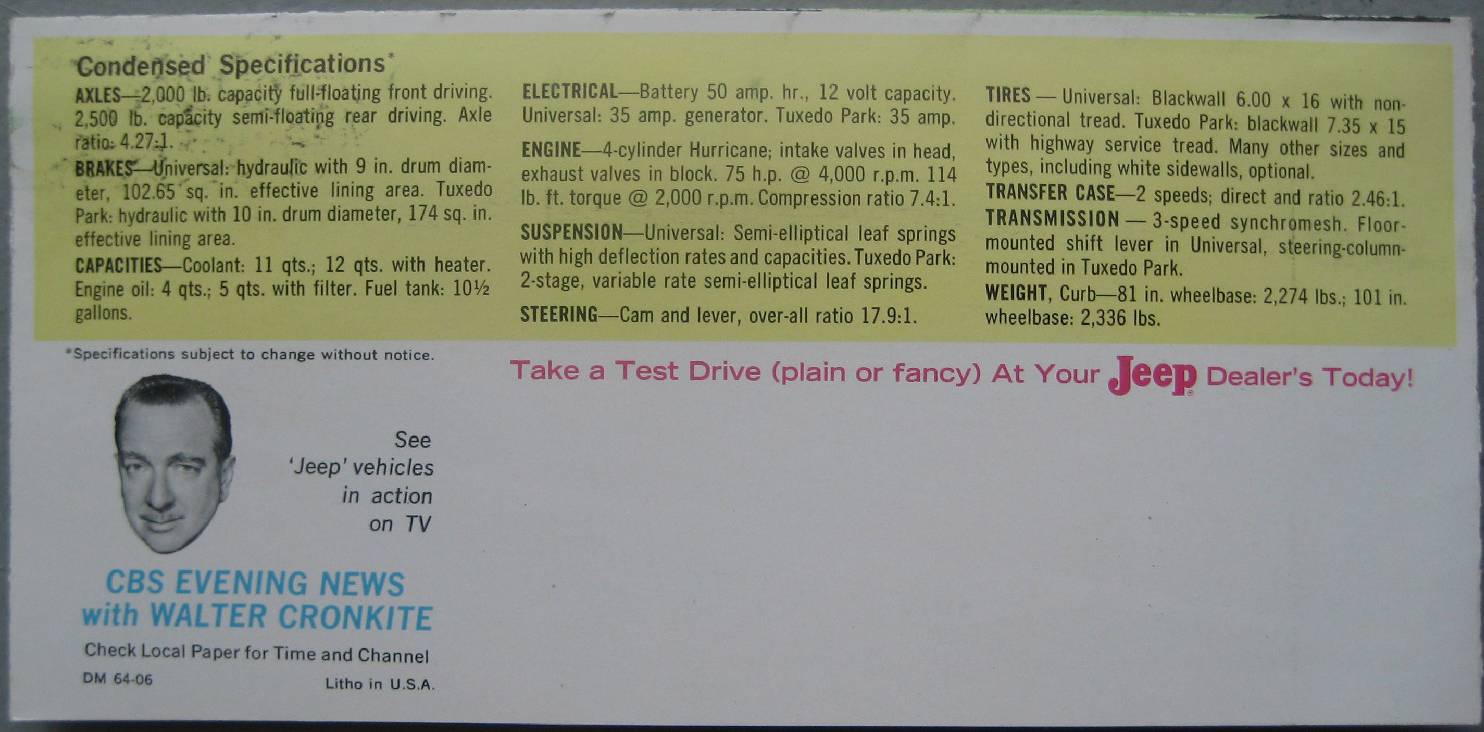 Condensed Specifications*
AXLES—2,000 lb. capacity full-floating front driving.
2,500 lb. capacity semi-floating rear driving. Axle
ratio: 4.27:1.
BRAKES—Universal: hydraulic with 9 in. drum diam-
eter, 102.65 sq. in. effective lining area. Tuxedo
Park: hydraulic with 10 in. drum diameter, 174 sq. in.
effective lining area.
CAPACITIES—Coolant: 11 qts.; 12 qts. with heater.
Engine oil: 4 qts.; 5 qts. with filter. Fuel tank: 10½
gallons.
ELECTRICAL—Battery 50 amp. hr., 12 volt capacity.
Universal: 35 amp. generator. Tuxedo Park: 35 amp.
ENGINE—4-cylinder Hurricane; intake valves in head,
exhaust valves in block. 75 h.p. @ 4,000 r.p.m. 114
lb. ft. torque @ 2,000 r.p.m. Compression ratio 7.4:1.
SUSPENSION—Universal: Semi-elliptical leaf springs
with high deflection rates and capacities. Tuxedo Park:
2-stage, variable rate semi-elliptical leaf springs.
STEERING—Cam and lever, over-all ratio 17.9:1.
TIRES — Universal: Blackwall 6.00 x 16 with non-
directional tread. Tuxedo Park: blackwall 7.35 x 15
with highway service tread. Many other sizes and
types, including white sidewalls, optional.
TRANSFER CASE—2 speeds; direct and ratio 2.46:1.
TRANSMISSION — 3-speed synchromesh. Floor-
mounted shift lever in Universal, steering-column-
mounted in Tuxedo Park.
WEIGHT, Curb—81 in. wheelbase: 2,274 lbs.; 101 in.
wheelbase: 2,336 lbs.
*Specifications subject to change without notice.
Take a Test Drive (plain or fancy) At Your Jeep® Dealer's Today!
See
'Jeep' vehicles
in action
on TV
CBS EVENING NEWS
with WALTER CRONKITE
Check Local Paper for Time and Channel
DM 64-06 Litho in U.S.A.